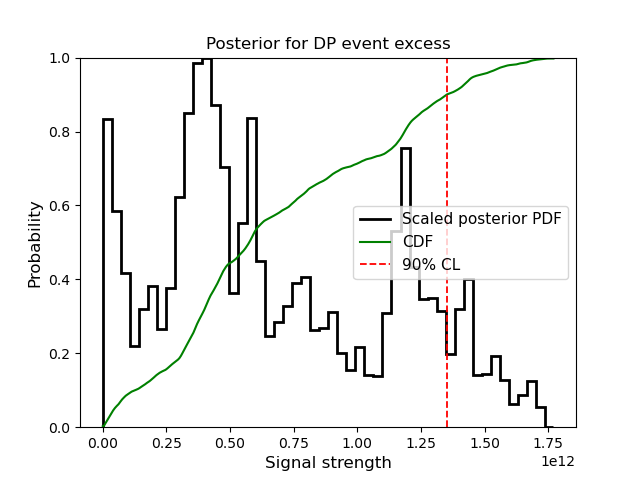 Posterior for DP event excess
Probability
1.0
0.8
0.6
0.4
0.2
0.0
Scaled posterior PDF
CDF
90% CL
0.00 0.25 0.50 0.75 1.00 1.25 1.50 1.75
1e12
Signal strength